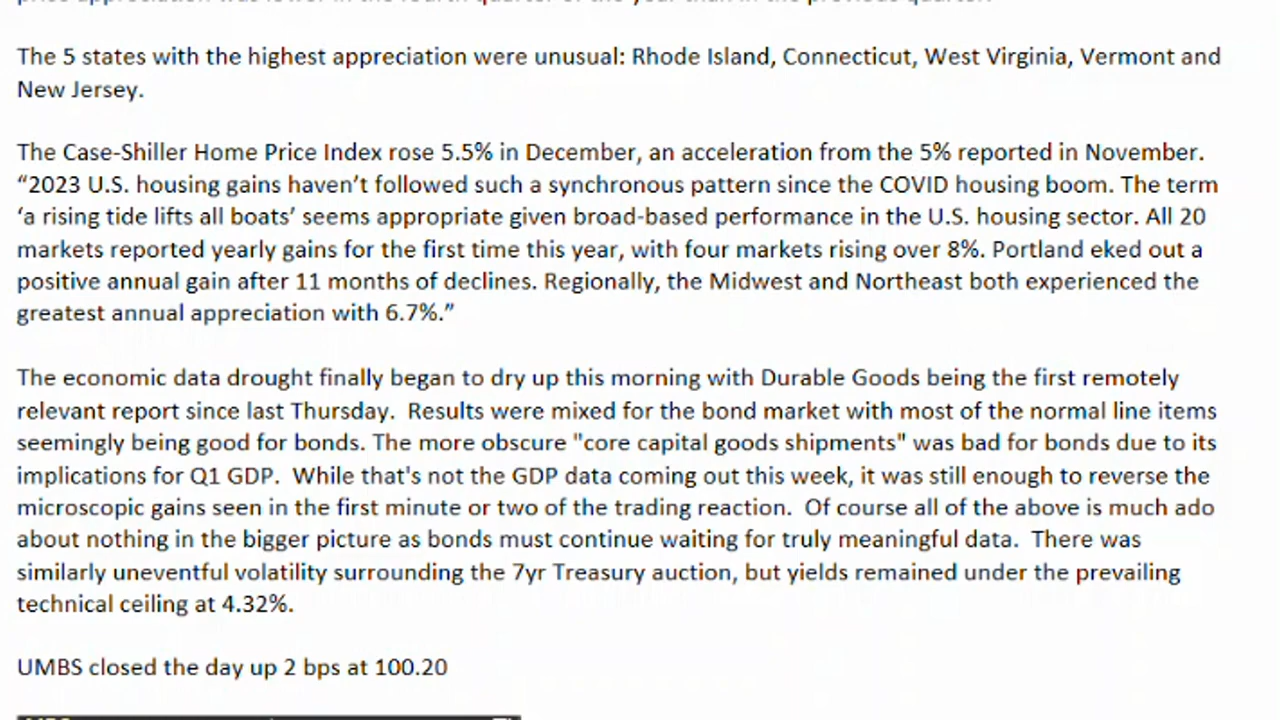 The 5 states with the highest appreciation were unusual: Rhode Island, Connecticut, West Virginia, Vermont and
New Jersey.
The Case-Shiller Home Price Index rose 5.5% in December, an acceleration from the 5% reported in November.
“2023 U.S. housing gains haven’t followed such a synchronous pattern since the COVID housing boom. The term
‘a rising tide lifts all boats’ seems appropriate given broad-based performance in the U.S. housing sector. All 20
markets reported yearly gains for the first time this year, with four markets rising over 8%. Portland eked out a
positive annual gain after 11 months of declines. Regionally, the Midwest and Northeast both experienced the
greatest annual appreciation with 6.7%.”
The economic data drought finally began to dry up this morning with Durable Goods being the first remotely
relevant report since last Thursday.  Results were mixed for the bond market with most of the normal line items
seemingly being good for bonds. The more obscure "core capital goods shipments" was bad for bonds due to its
implications for Q1 GDP.  While that's not the GDP data coming out this week, it was still enough to reverse the
microscopic gains seen in the first minute or two of the trading reaction.  Of course all of the above is much ado
about nothing in the bigger picture as bonds must continue waiting for truly meaningful data.  There was
similarly uneventful volatility surrounding the 7yr Treasury auction, but yields remained under the prevailing
technical ceiling at 4.32%.
UMBS closed the day up 2 bps at 100.20